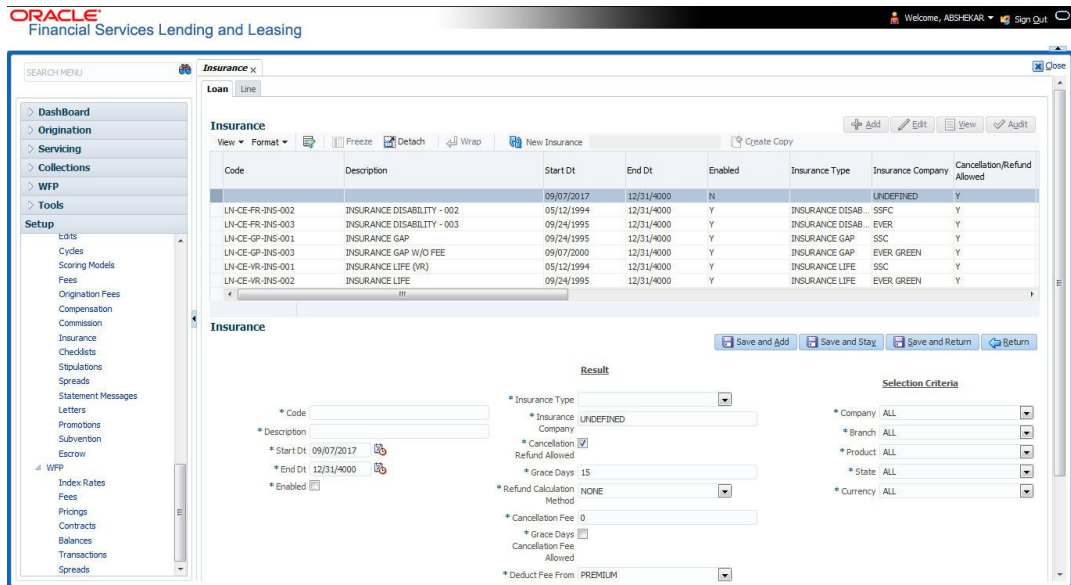 ORACLE
Financial Services Lending and Leasing
Welcome, ABSHEKAR Sign Out
SEARCH MENU
DashBoard
Origination
Servicing
Collections
WFP
Tools
Setup
Edits
Cycles
Scoring Models
Fees
Origination Fees
Compensation
Commission
Insurance
Checklists
Stipulations
Spreads
Statement Messages
Letters
Promotions
Subvention
Escrow
WFP
Index Rates
Fees
Pricings
Contracts
Balances
Transactions
Spreads
Insurance x Close
Loan Line
Insurance Add Edit View Audit
View Format Freeze Detach Wrap New Insurance Create Copy
Code Description Start Dt End Dt Enabled Insurance Type Insurance Company Cancellation/Refund Allowed
09/07/2017 12/31/4000 N UNDEFINED Y
LN-CE-FR-INS-002 INSURANCE DISABILITY - 002 05/12/1994 12/31/4000 Y INSURANCE DISAB... SSFC Y
LN-CE-FR-INS-003 INSURANCE DISABILITY - 003 09/24/1995 12/31/4000 Y INSURANCE DISAB... EVER Y
LN-CE-GP-INS-001 INSURANCE GAP 09/24/1995 12/31/4000 Y INSURANCE GAP SSC Y
LN-CE-GP-INS-003 INSURANCE GAP W/O FEE 09/07/2000 12/31/4000 Y INSURANCE GAP EVER GREEN Y
LN-CE-VR-INS-001 INSURANCE LIFE (VR) 05/12/1994 12/31/4000 Y INSURANCE LIFE SSC Y
LN-CE-VR-INS-002 INSURANCE LIFE 09/24/1995 12/31/4000 Y INSURANCE LIFE EVER GREEN Y
Insurance
Save and Add Save and Stay Save and Return Return
* Code
* Description
* Start Dt 09/07/2017
* End Dt 12/31/4000
* Enabled
Result
* Insurance Type
* Insurance Company UNDEFINED
* Cancellation Refund Allowed
* Grace Days 15
* Refund Calculation Method NONE
* Cancellation Fee 0
* Grace Days Cancellation Fee Allowed
* Deduct Fee From PREMIUM
Selection Criteria
* Company ALL
* Branch ALL
* Product ALL
* State ALL
* Currency ALL